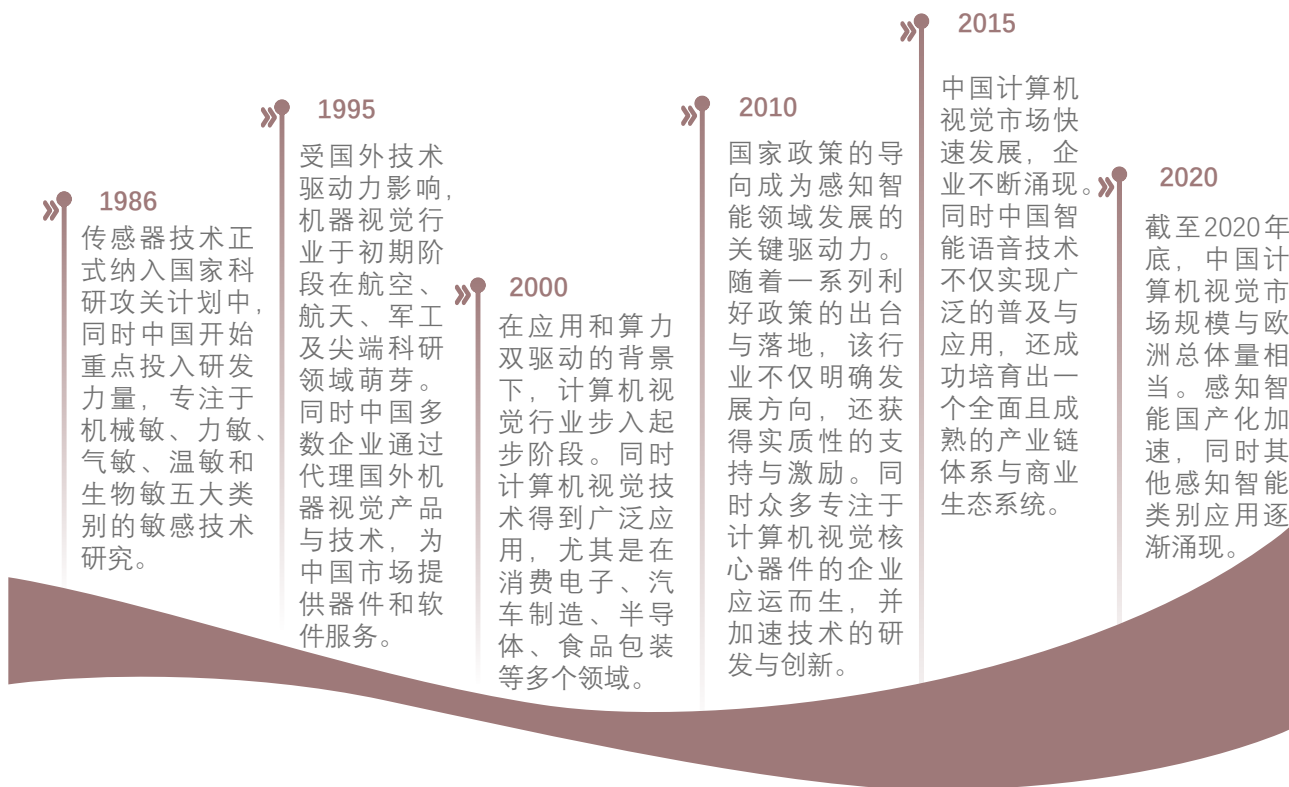 1986
传感器技术正
式纳入国家科
研攻关计划中，
同时中国开始
重点投入研发
力量，专注于
机械敏、力敏、
气敏、温敏和
生物敏五大类
别的敏感技术
研究。
1995
受国外技术
驱动力影响，
机器视觉行
业于初期阶
段在航空、
航天、军工
及尖端科研
领域萌芽。
同时中国多
数企业通过
代理国外机
器视觉产品
与技术，为
中国市场提
供器件和软
件服务。
2000
在应用和算力
双驱动的背景
下，计算机视
觉行业步入起
步阶段。同时
计算机视觉技
术得到广泛应
用，尤其是在
消费电子、汽
车制造、半导
体、食品包装
等多个领域。
2010
国家政策的导
向成为感知智
能领域发展的
关键驱动力。
随着一系列利
好政策的出台
与落地，该行
业不仅明确发
展方向，还获
得实质性的支
持与激励。同
时众多专注于
计算机视觉核
心器件的企业
应运而生，并
加速技术的研
发与创新。
2015
中国计算机
视觉市场快
速发展，企
业不断涌现。
同时中国智
能语音技术
不仅实现广
泛的普及与
应用，还成
功培育出一
个全面且成
熟的产业链
体系与商业
生态系统。
2020
截至2020年
底，中国计
算机视觉市
场规模与欧
洲总体量相
当。感知智
能国产化加
速，同时其
他感知智能
类别应用逐
渐涌现。